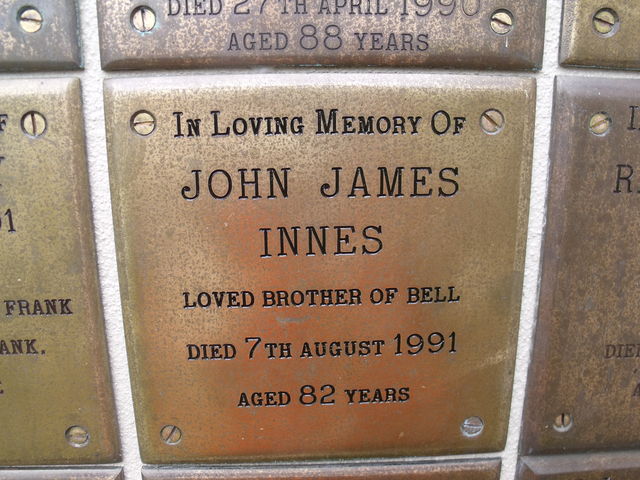 DIED 27TH APRIL 1990
AGED 88 YEARS
IN LOVING MEMORY OF
JOHN JAMES
INNES
LOVED BROTHER OF BELL
DIED 7TH AUGUST 1991
AGED 82 YEARS
FRANK